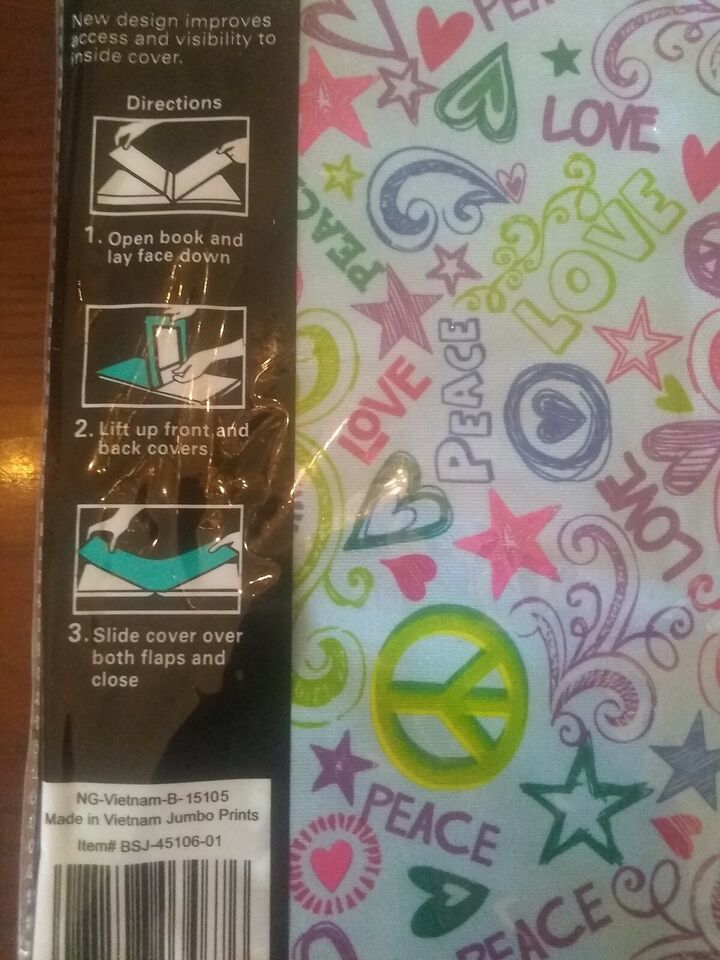 New design improves
access and visibility to
inside cover.
Directions
1. Open book and
lay face down
2. Lift up front and
back covers
3. Slide cover over
both flaps and
close
NG-Vietnam-B-15105
Made in Vietnam Jumbo Prints
Item# BSJ-45106-01
LOVE
LOVE
PEACE
LOVE
LOVE
PEACE
PEACE